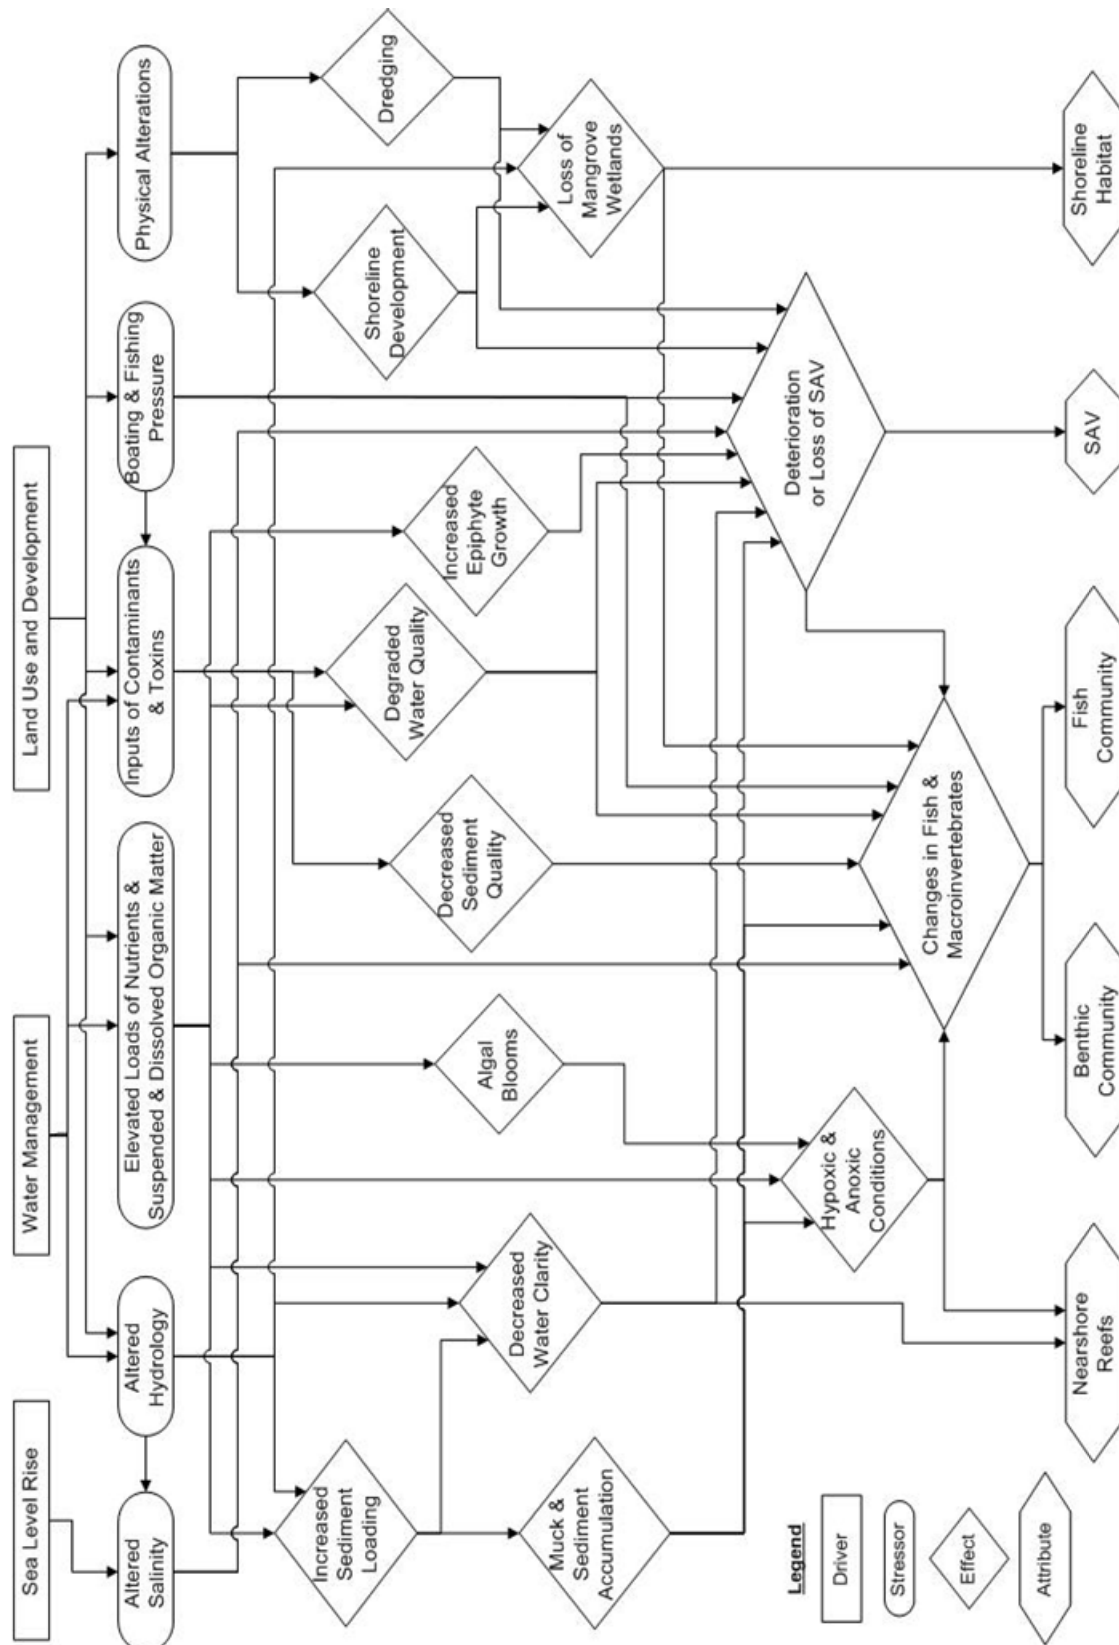 Sea Level Rise
Water Management
Land Use and Development
Altered
Salinity
Altered
Hydrology
Elevated Loads of Nutrients &
Suspended & Dissolved Organic Matter
Inputs of Contaminants
& Toxins
Boating & Fishing
Pressure
Physical Alterations
Increased
Sediment
Loading
Decreased
Sediment
Quality
Degraded
Water Quality
Shoreline
Development
Dredging
Muck &
Sediment
Accumulation
Decreased
Water Clarity
Algal
Blooms
Increased
Epiphyte
Growth
Loss of
Mangrove
Wetlands
Hypoxic &
Anoxic
Conditions
Deterioration
or Loss of SAV
Changes in Fish &
Macroinvertebrates
Legend
Driver
Stressor
Effect
Attribute
Nearshore
Reefs
Benthic
Community
Fish
Community
SAV
Shoreline
Habitat